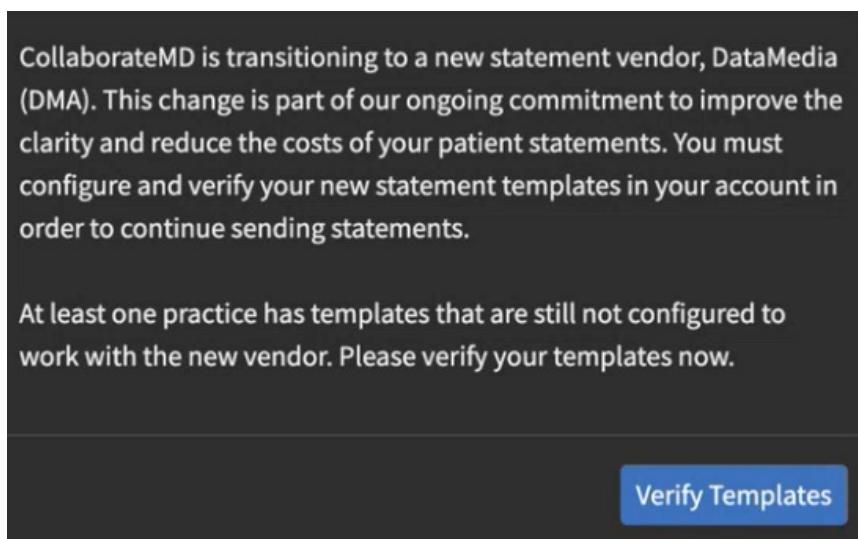 CollaborateMD is transitioning to a new statement vendor, DataMedia
(DMA). This change is part of our ongoing commitment to improve the
clarity and reduce the costs of your patient statements. You must
configure and verify your new statement templates in your account in
order to continue sending statements.
At least one practice has templates that are still not configured to
work with the new vendor. Please verify your templates now.
Verify Templates